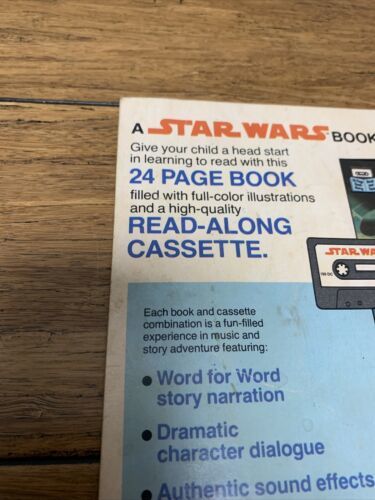 A STAR WARS BOOK
Give your child a head start
in learning to read with this
24 PAGE BOOK
filled with full-color illustrations
and a high-quality
READ-ALONG
CASSETTE.
STAR WA
Each book and cassette
combination is a fun-filled
experience in music and
story adventure featuring:
• Word for Word
story narration
• Dramatic
character dialogue
• Authentic sound effects